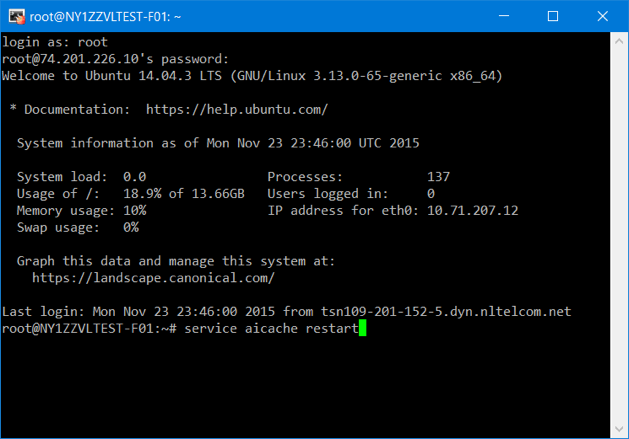 root@NY1ZZVLTEST-F01: ~
login as: root
root@74.201.226.10's password:
Welcome to Ubuntu 14.04.3 LTS (GNU/Linux 3.13.0-65-generic x86_64)
* Documentation:  https://help.ubuntu.com/
System information as of Mon Nov 23 23:46:00 UTC 2015
System load:  0.0                Processes:           137
Usage of /:   18.9% of 13.66GB   Users logged in:     0
Memory usage: 10%                IP address for eth0: 10.71.207.12
Swap usage:   0%
Graph this data and manage this system at:
https://landscape.canonical.com/
Last login: Mon Nov 23 23:46:00 2015 from tsn109-201-152-5.dyn.nltelcom.net
root@NY1ZZVLTEST-F01:~# service aicache restart